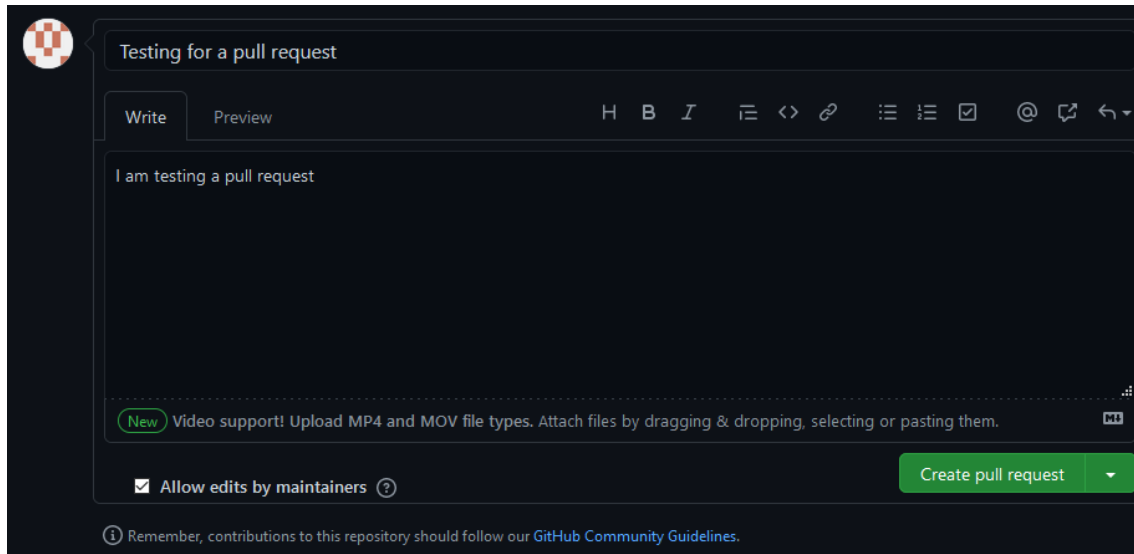 Testing for a pull request
Write Preview H B I @
I am testing a pull request
New Video support! Upload MP4 and MOV file types. Attach files by dragging & dropping, selecting or pasting them.
Allow edits by maintainers
Create pull request
Remember, contributions to this repository should follow our GitHub Community Guidelines.